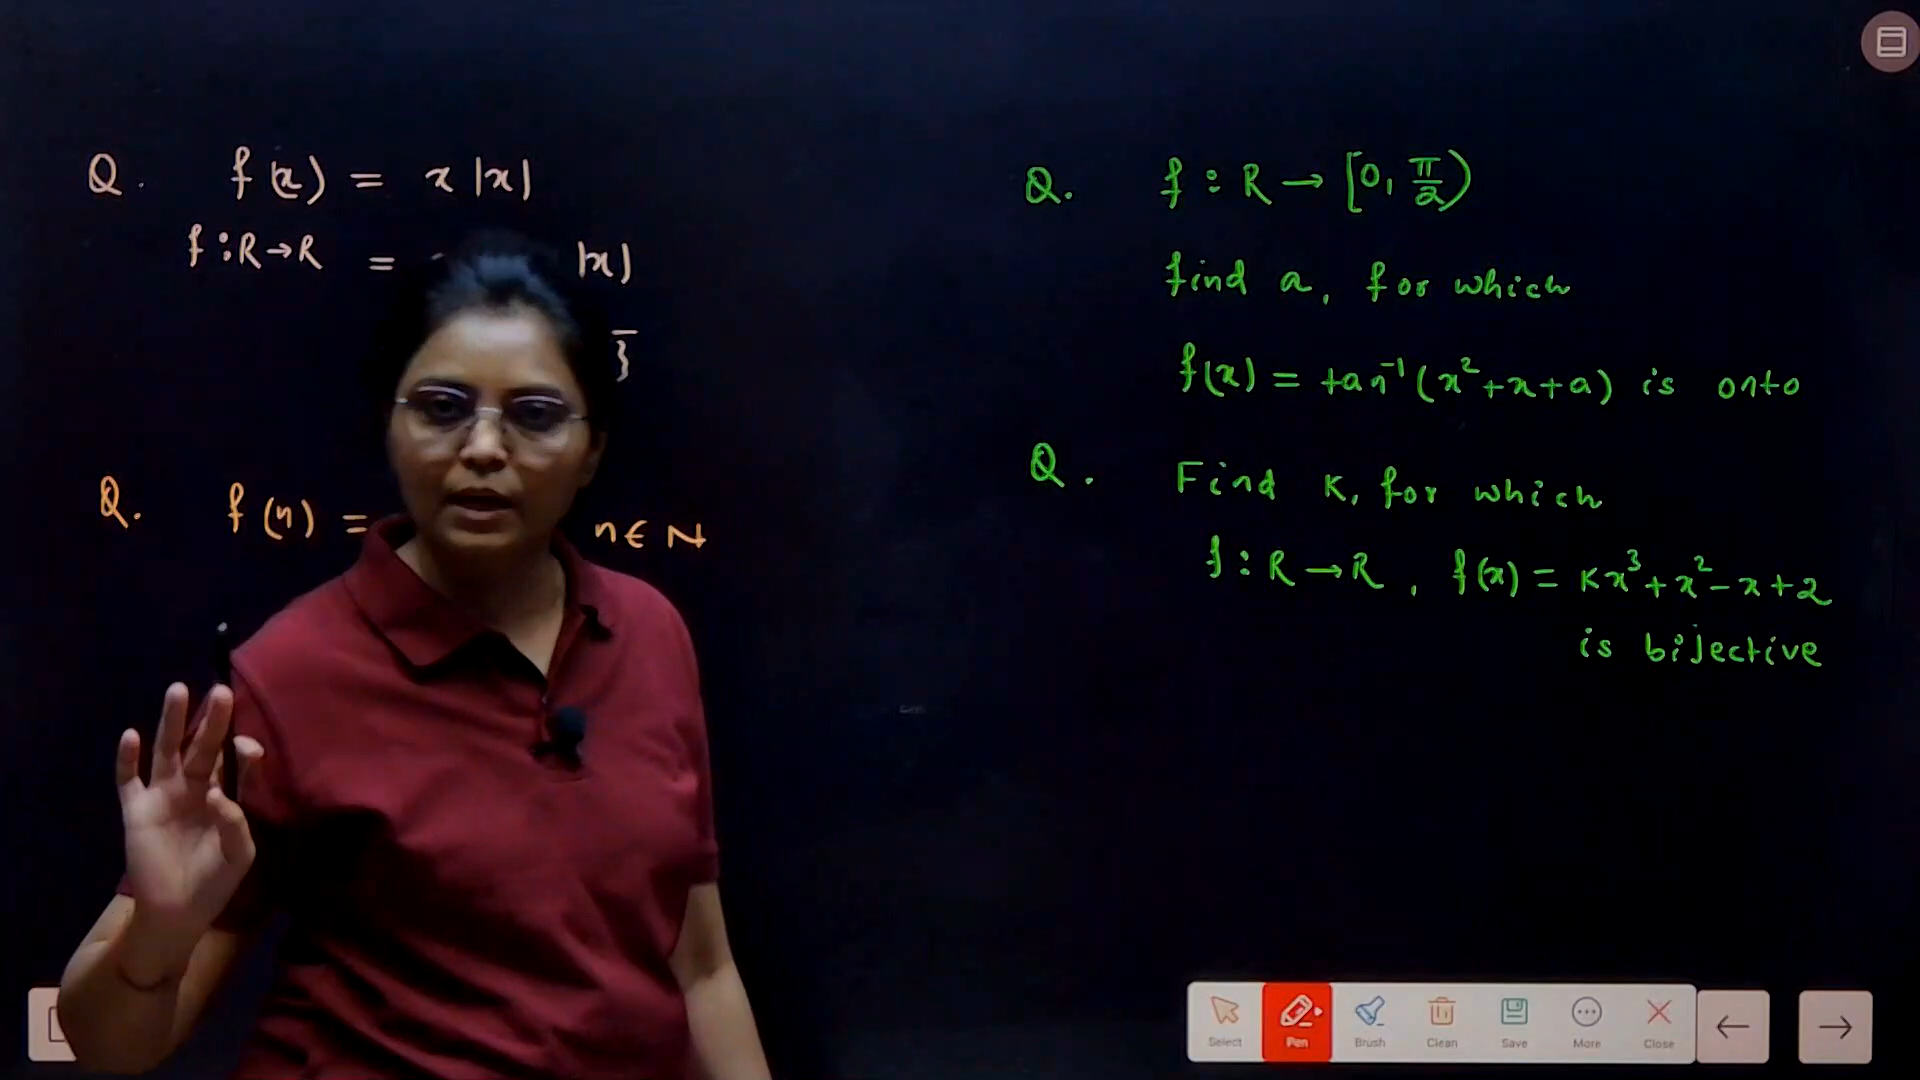 Q. f(x) = x|x|
f:R→R = |x|
3
Q. f(n) = n∈N
Q. f:R→[0, π/2)
find a, for which
f(x) = tan⁻¹(x²+x+a) is onto
Q. Find K, for which
f:R→R, f(x) = Kx³+x²-x+2
is bijective
Select Pen Brush Clean Save More Close